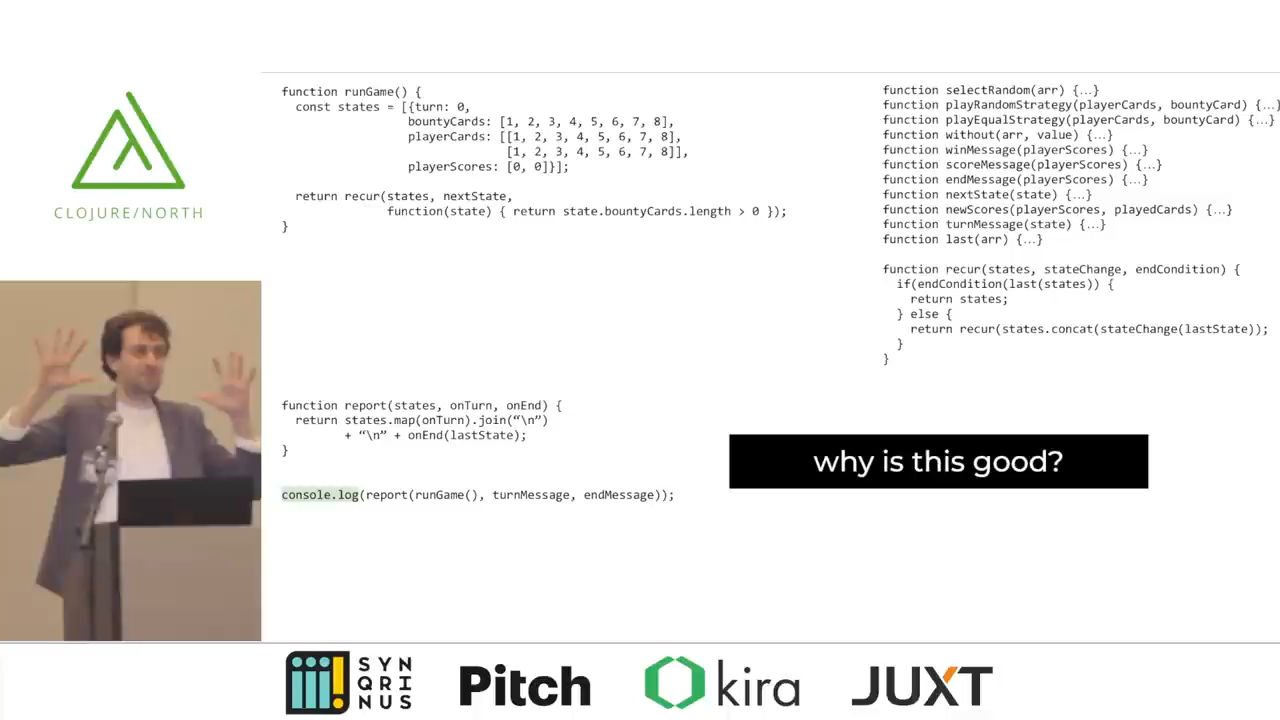 CLOJURE/NORTH
function runGame() {
  const states = [{turn: 0,
                  bountyCards: [1, 2, 3, 4, 5, 6, 7, 8],
                  playerCards: [[1, 2, 3, 4, 5, 6, 7, 8],
                                [1, 2, 3, 4, 5, 6, 7, 8]],
                  playerScores: [0, 0]}];
  return recur(states, nextState,
               function(state) { return state.bountyCards.length > 0 });
}
function report(states, onTurn, onEnd) {
  return states.map(onTurn).join(“\n”)
         + “\n” + onEnd(lastState);
}
console.log(report(runGame(), turnMessage, endMessage));
function selectRandom(arr) {...}
function playRandomStrategy(playerCards, bountyCard) {...
function playEqualStrategy(playerCards, bountyCard) {...}
function without(arr, value) {...}
function winMessage(playerScores) {...}
function scoreMessage(playerScores) {...}
function endMessage(playerScores) {...}
function nextState(state) {...}
function newScores(playerScores, playedCards) {...}
function turnMessage(state) {...}
function last(arr) {...}
function recur(states, stateChange, endCondition) {
  if(endCondition(last(states)) {
    return states;
  } else {
    return recur(states.concat(stateChange(lastState));
  }
}
why is this good?
SYN
QRI
NUS
Pitch
kira
JUXT